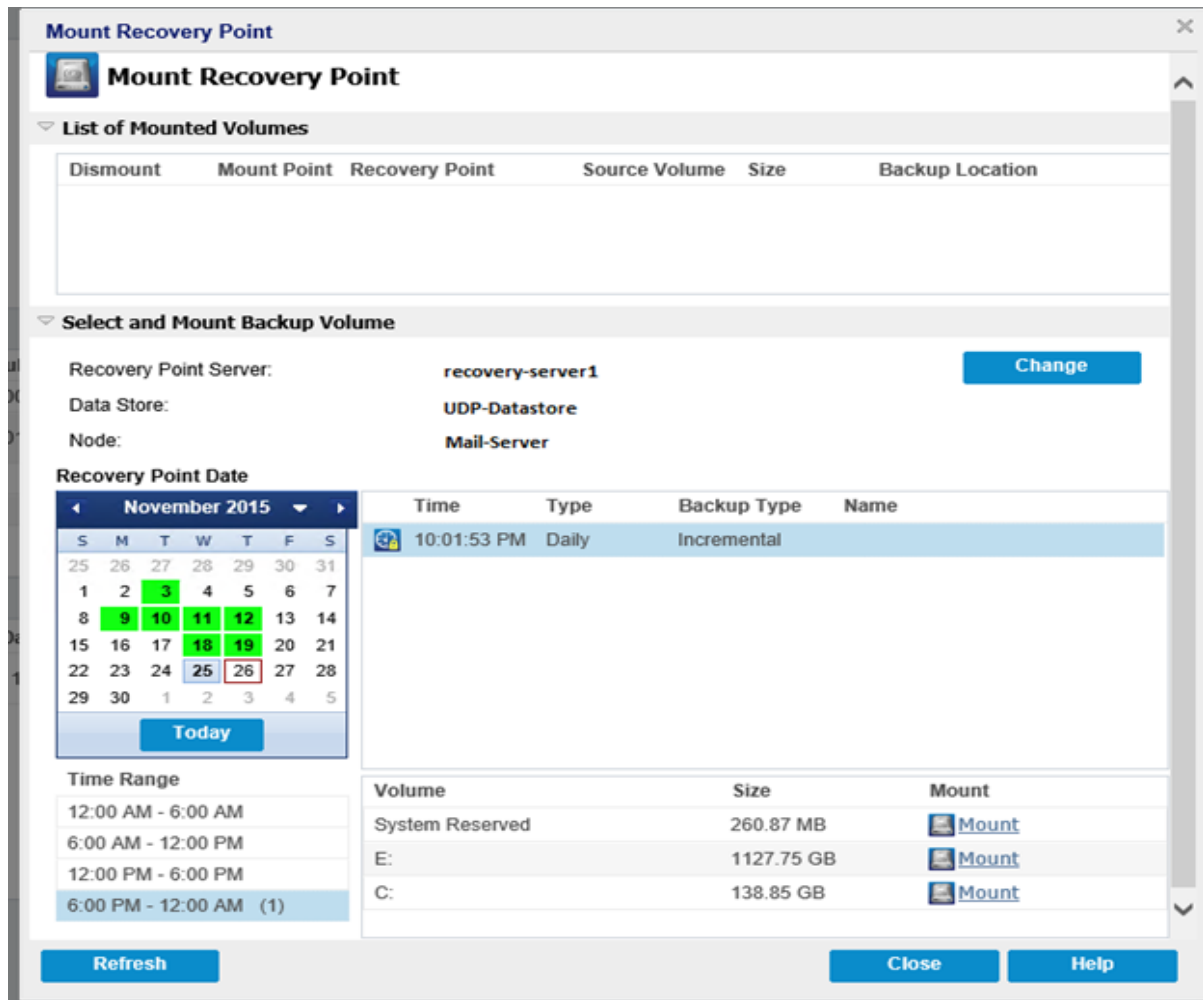 Mount Recovery Point
Mount Recovery Point
List of Mounted Volumes
Dismount Mount Point Recovery Point Source Volume Size Backup Location
Select and Mount Backup Volume
Recovery Point Server: recovery-server1 Change
Data Store: UDP-Datastore
Node: Mail-Server
Recovery Point Date
November 2015
S M T W T F S
25 26 27 28 29 30 31
1 2 3 4 5 6 7
8 9 10 11 12 13 14
15 16 17 18 19 20 21
22 23 24 25 26 27 28
29 30 1 2 3 4 5
Today
Time Type Backup Type Name
10:01:53 PM Daily Incremental
Time Range
12:00 AM - 6:00 AM
6:00 AM - 12:00 PM
12:00 PM - 6:00 PM
6:00 PM - 12:00 AM (1)
Volume Size Mount
System Reserved 260.87 MB Mount
E: 1127.75 GB Mount
C: 138.85 GB Mount
Refresh Close Help